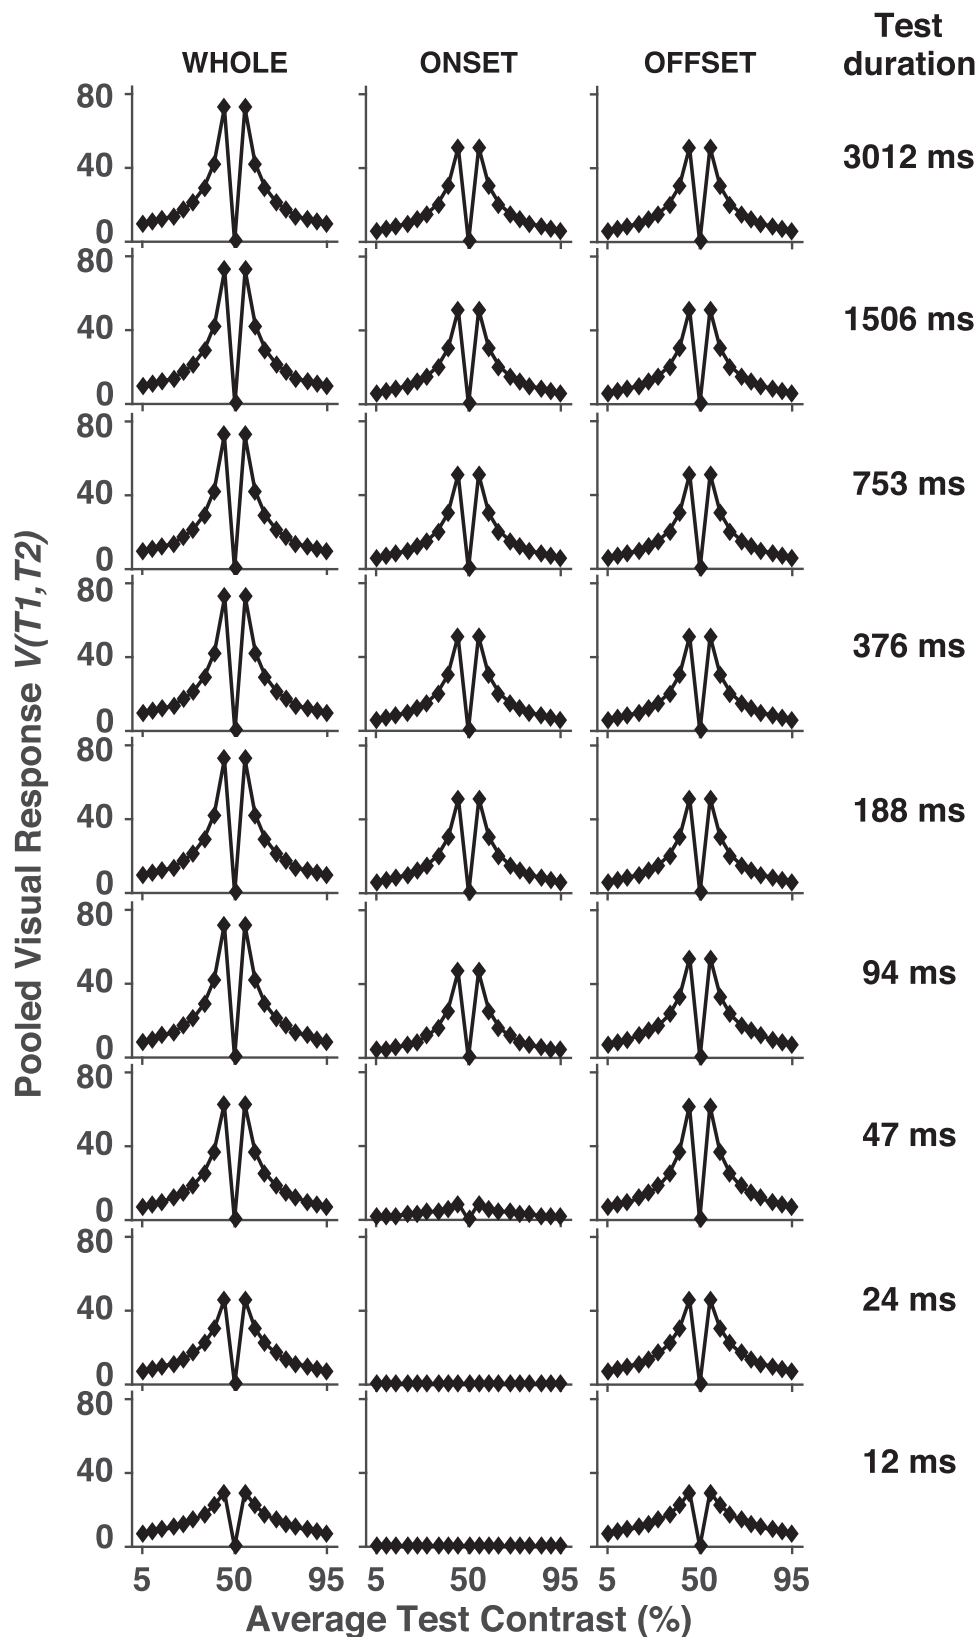 Test
WHOLE ONSET OFFSET duration
80
40
0
3012 ms
80
40
0
1506 ms
80
40
0
753 ms
80
40
0
376 ms
80
40
0
188 ms
80
40
0
94 ms
80
40
0
47 ms
80
40
0
24 ms
80
40
0
12 ms
5 50 95 5 50 95 5 50 95
Average Test Contrast (%)
Pooled Visual Response V(T1,T2)